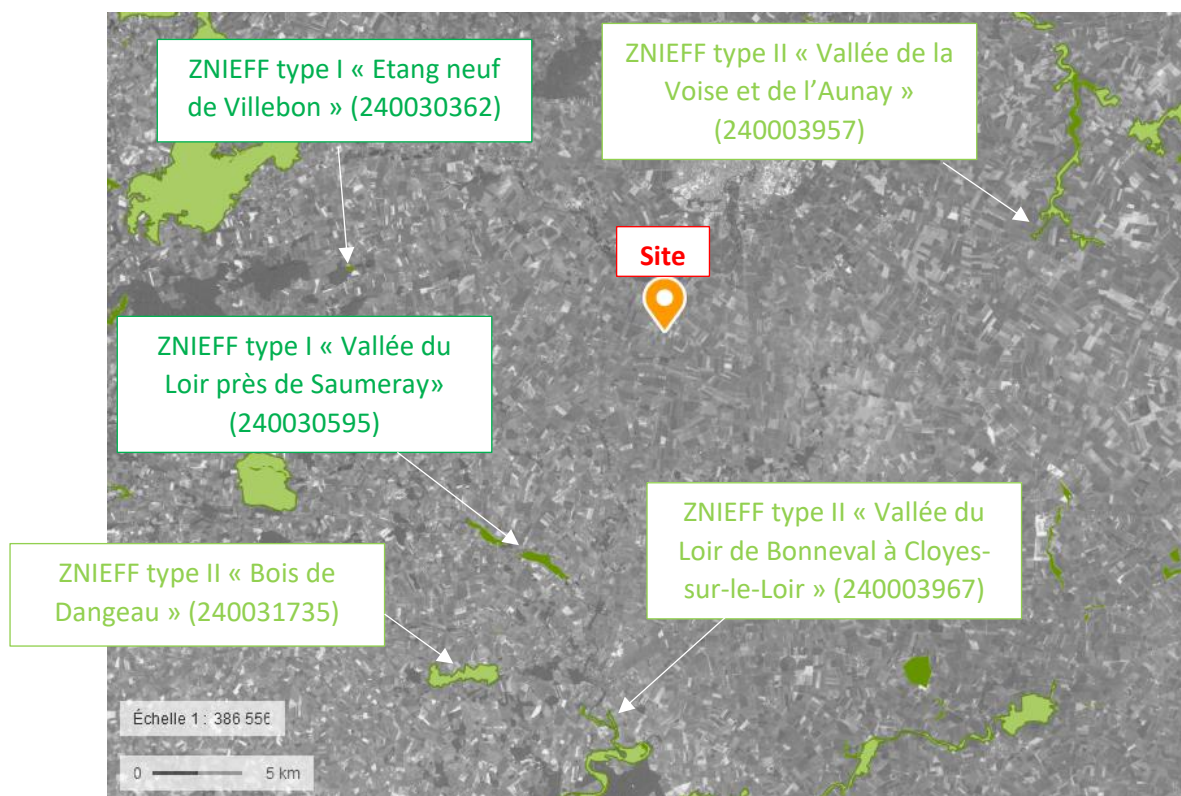 ZNIEFF type I « Etang neuf
de Villebon » (240030362)
ZNIEFF type II « Vallée de la
Voise et de l’Aunay »
(240003957)
Site
ZNIEFF type I « Vallée du
Loir près de Saumeray»
(240030595)
ZNIEFF type II « Vallée du
Loir de Bonneval à Cloyes-
sur-le-Loir » (240003967)
ZNIEFF type II « Bois de
Dangeau » (240031735)
Échelle 1 : 386 556
0 5 km